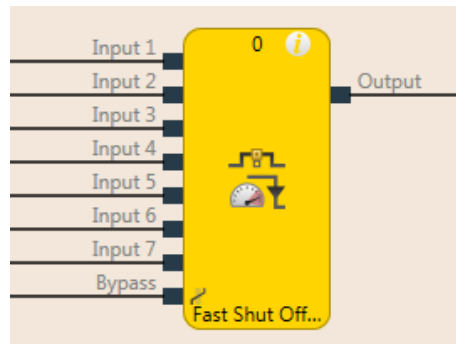 0 i
Input 1
Input 2
Output
Input 3
Input 4
Input 5
Input 6
Input 7
Bypass
Fast Shut Off...